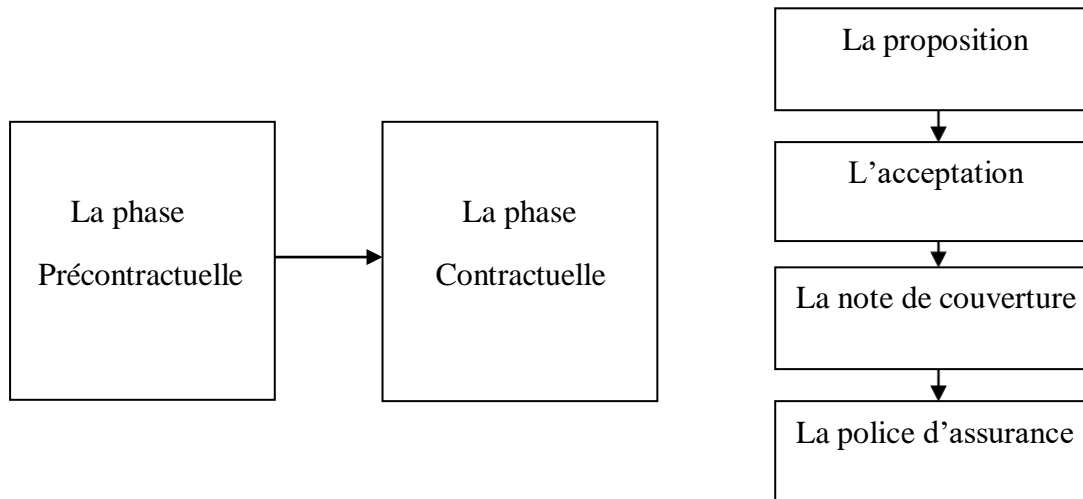 La phase
Précontractuelle
La phase
Contractuelle
La proposition
L’acceptation
La note de couverture
La police d’assurance